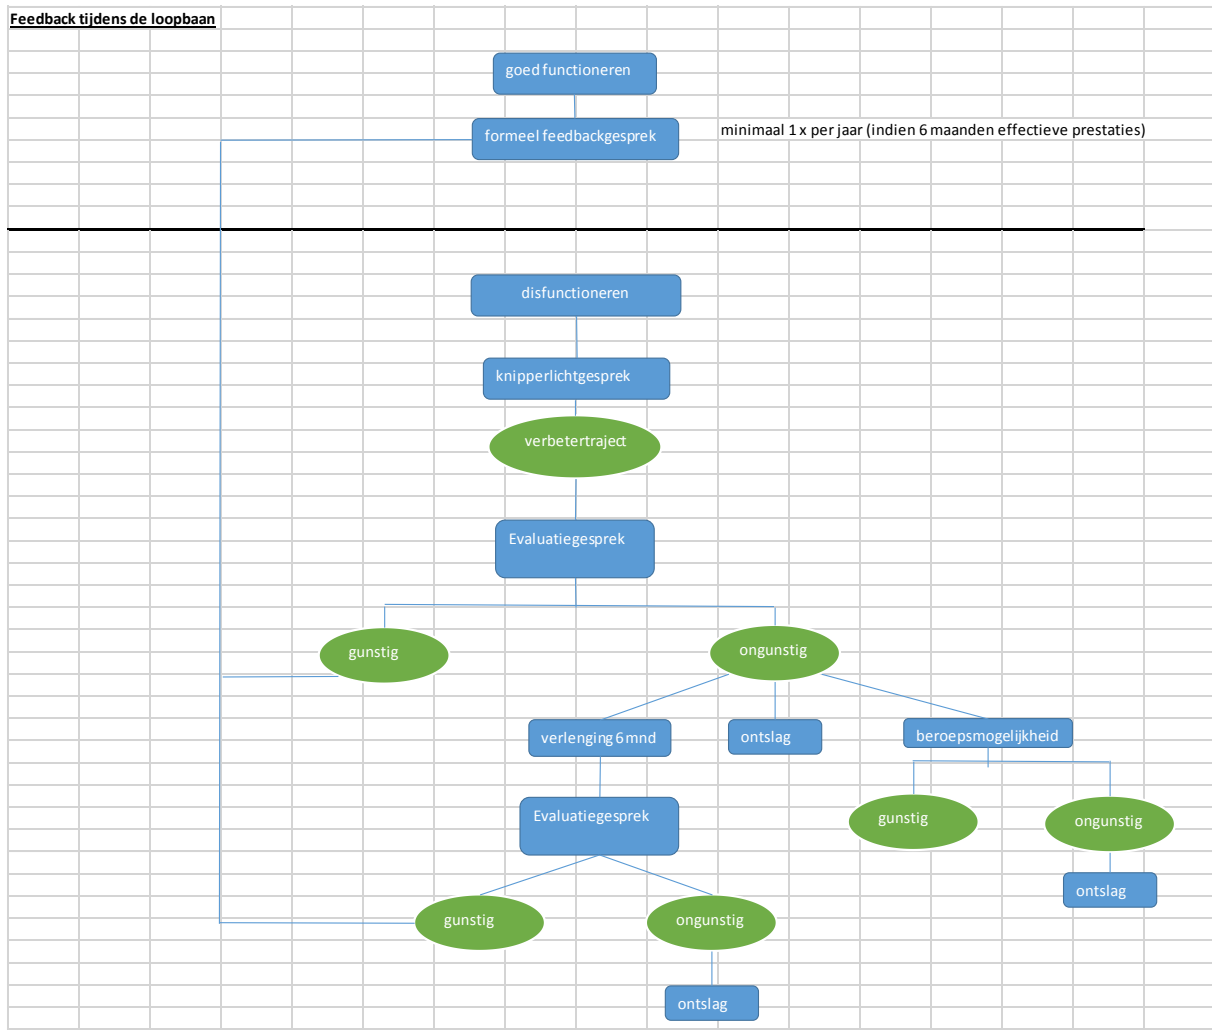 Feedback tijdens de loopbaan
goed functioneren
formeel feedbackgesprek
minimaal 1 x per jaar (indien 6 maanden effectieve prestaties)
disfunctioneren
knipperlichtgesprek
verbetertraject
Evaluatiegesprek
gunstig
ongunstig
verlenging 6 mnd
ontslag
beroepsmogelijkheid
Evaluatiegesprek
gunstig
ongunstig
ontslag
gunstig
ongunstig
ontslag